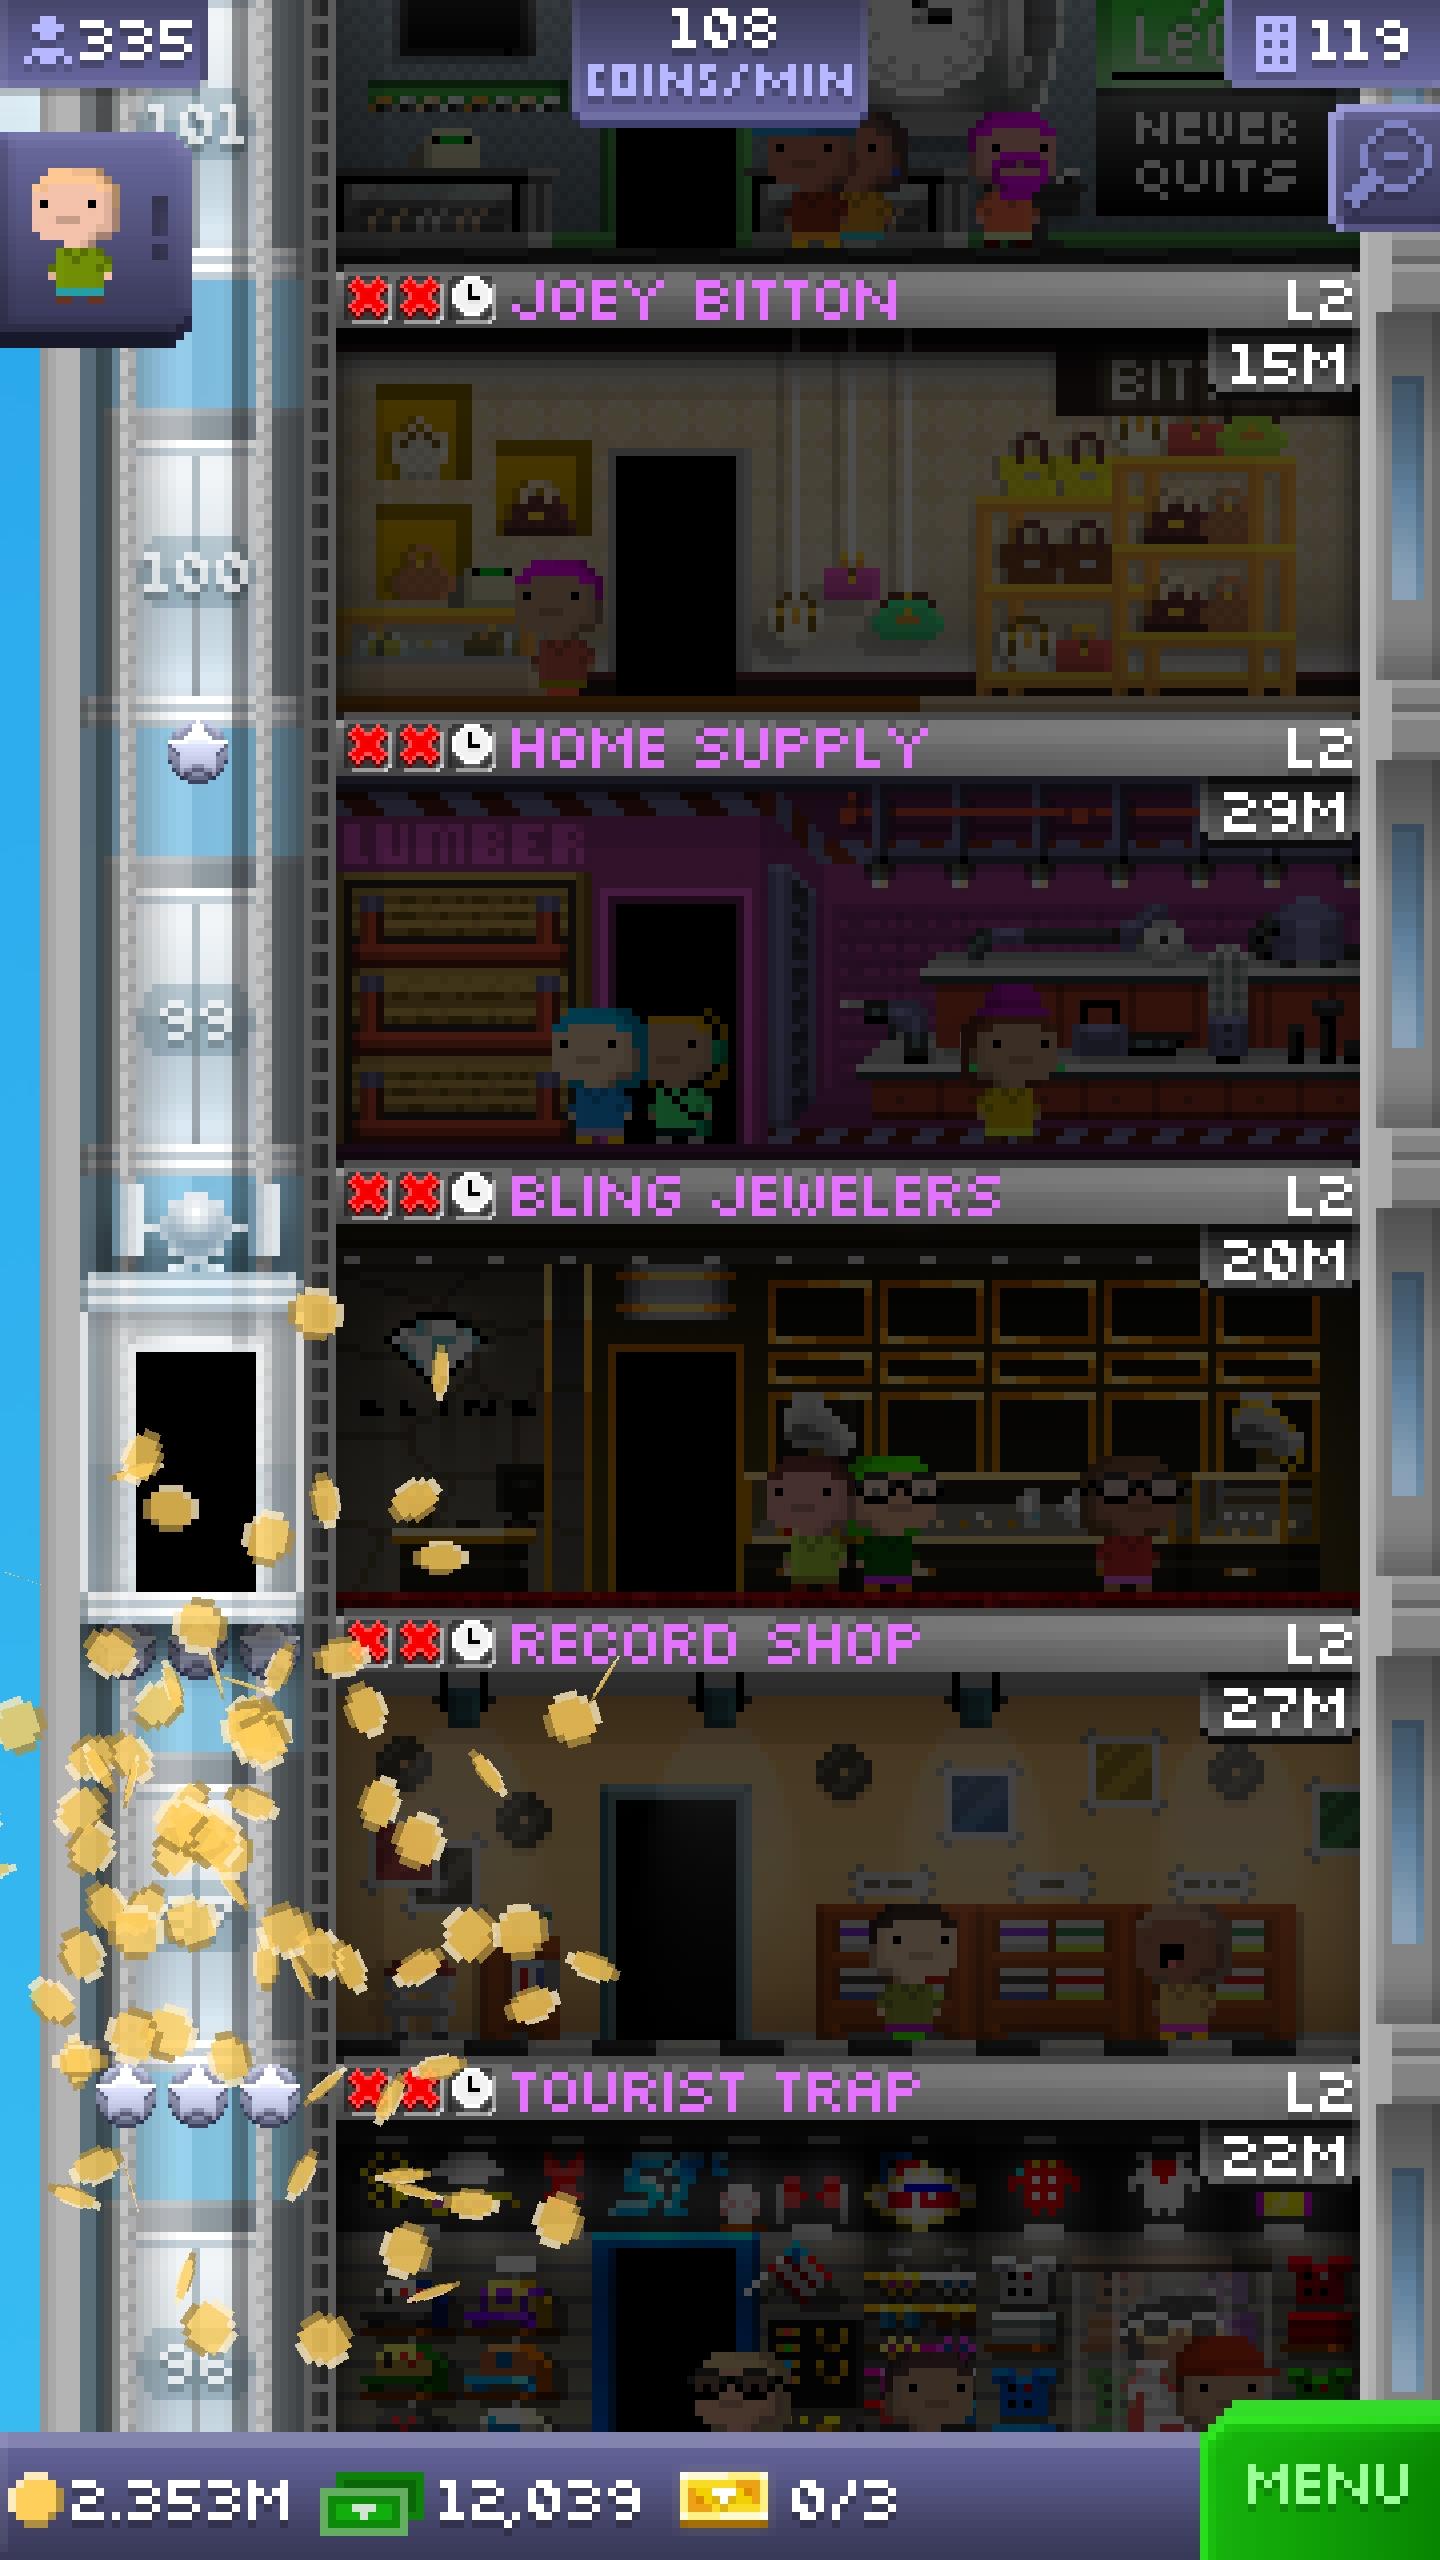 335
108
COINS/MIN
119
101
NEVER
QUITS
JOEY BITTON L2
15M
BIT
100
HOME SUPPLY L2
29M
LUMBER
99
BLING JEWELERS L2
20M
BLING
RECORD SHOP L2
27M
TOURIST TRAP L2
22M
96
2.353M 12,039 0/3
MENU